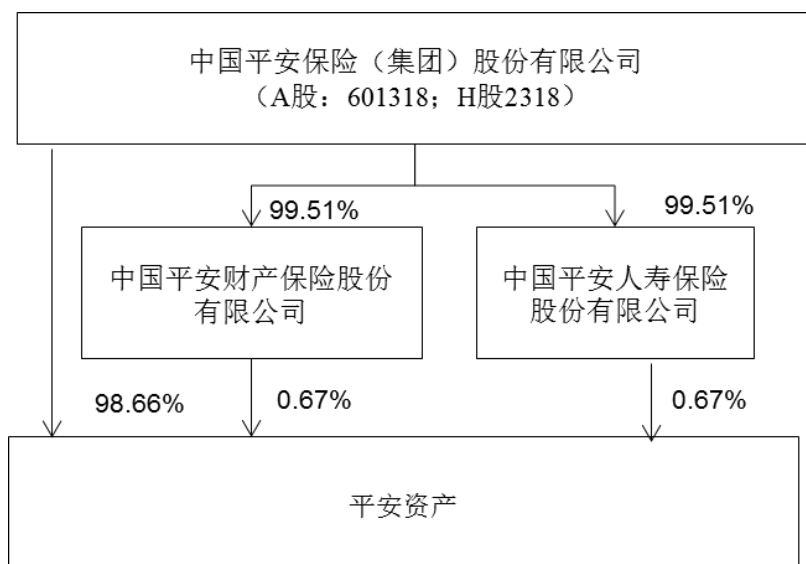 中国平安保险（集团）股份有限公司
（A股：601318；H股2318）
99.51%
99.51%
中国平安财产保险股份
有限公司
中国平安人寿保险
股份有限公司
98.66%
0.67%
0.67%
平安资产